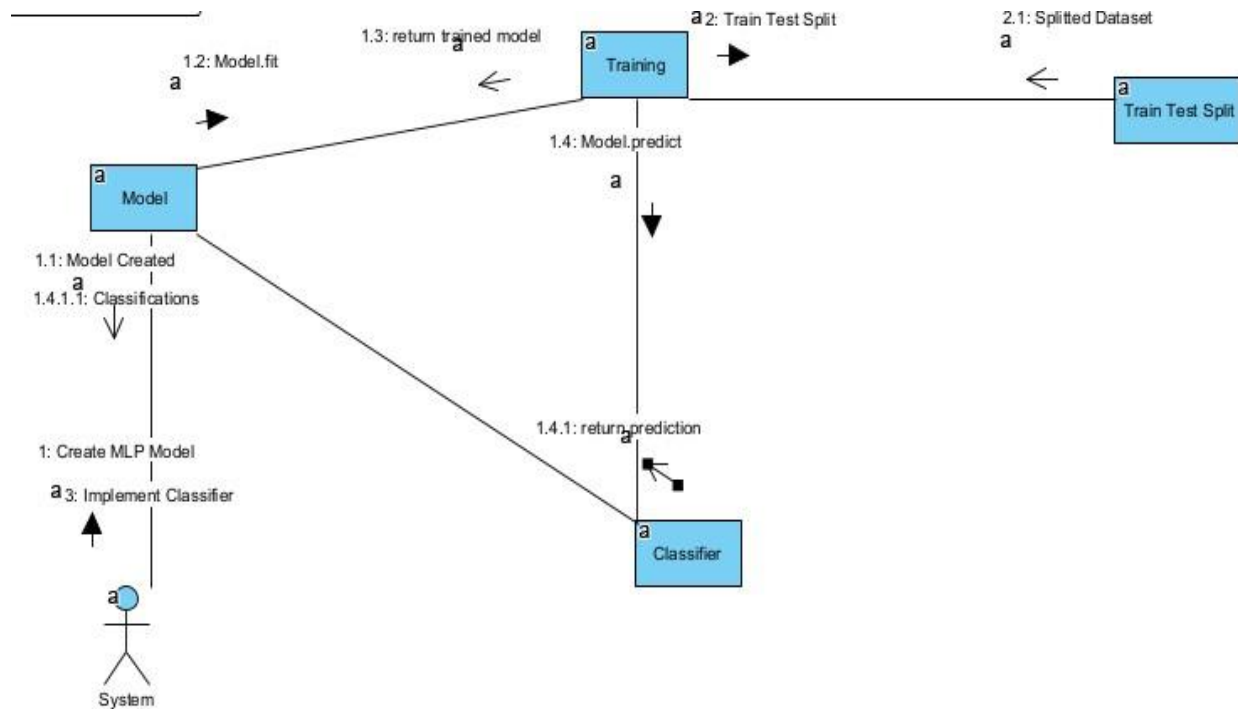 1.3: return trained model
a
a
Training
a
2: Train Test Split
2.1: Splitted Dataset
a
1.2: Model.fit
a
a
Train Test Split
1.4: Model.predict
a
a
Model
1.1: Model Created
a
1.4.1.1: Classifications
1.4.1: return prediction
a
1: Create MLP Model
a
3: Implement Classifier
a
Classifier
a
System